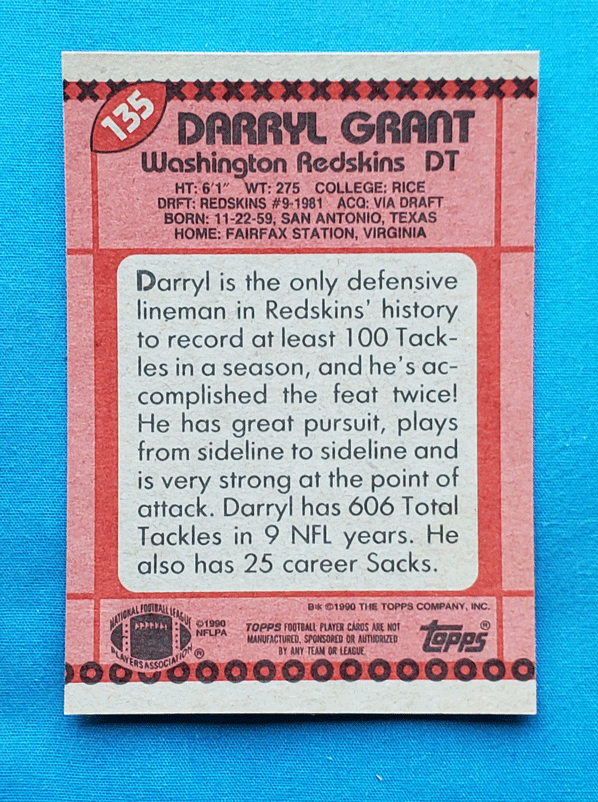 135
DARRYL GRANT
Washington Redskins DT
HT: 6'1" WT: 275 COLLEGE: RICE
DRFT: REDSKINS #9-1981 ACQ: VIA DRAFT
BORN: 11-22-59, SAN ANTONIO, TEXAS
HOME: FAIRFAX STATION, VIRGINIA
Darryl is the only defensive
lineman in Redskins' history
to record at least 100 Tack-
les in a season, and he's ac-
complished the feat twice!
He has great pursuit, plays
from sideline to sideline and
is very strong at the point of
attack. Darryl has 606 Total
Tackles in 9 NFL years. He
also has 25 career Sacks.
B* ©1990 THE TOPPS COMPANY, INC.
NATIONAL FOOTBALL LEAGUE
PLAYERS ASSOCIATION ®
©1990
NFLPA
TOPPS FOOTBALL PLAYER CARDS ARE NOT
MANUFACTURED, SPONSORED OR AUTHORIZED
BY ANY TEAM OR LEAGUE.
topps ®